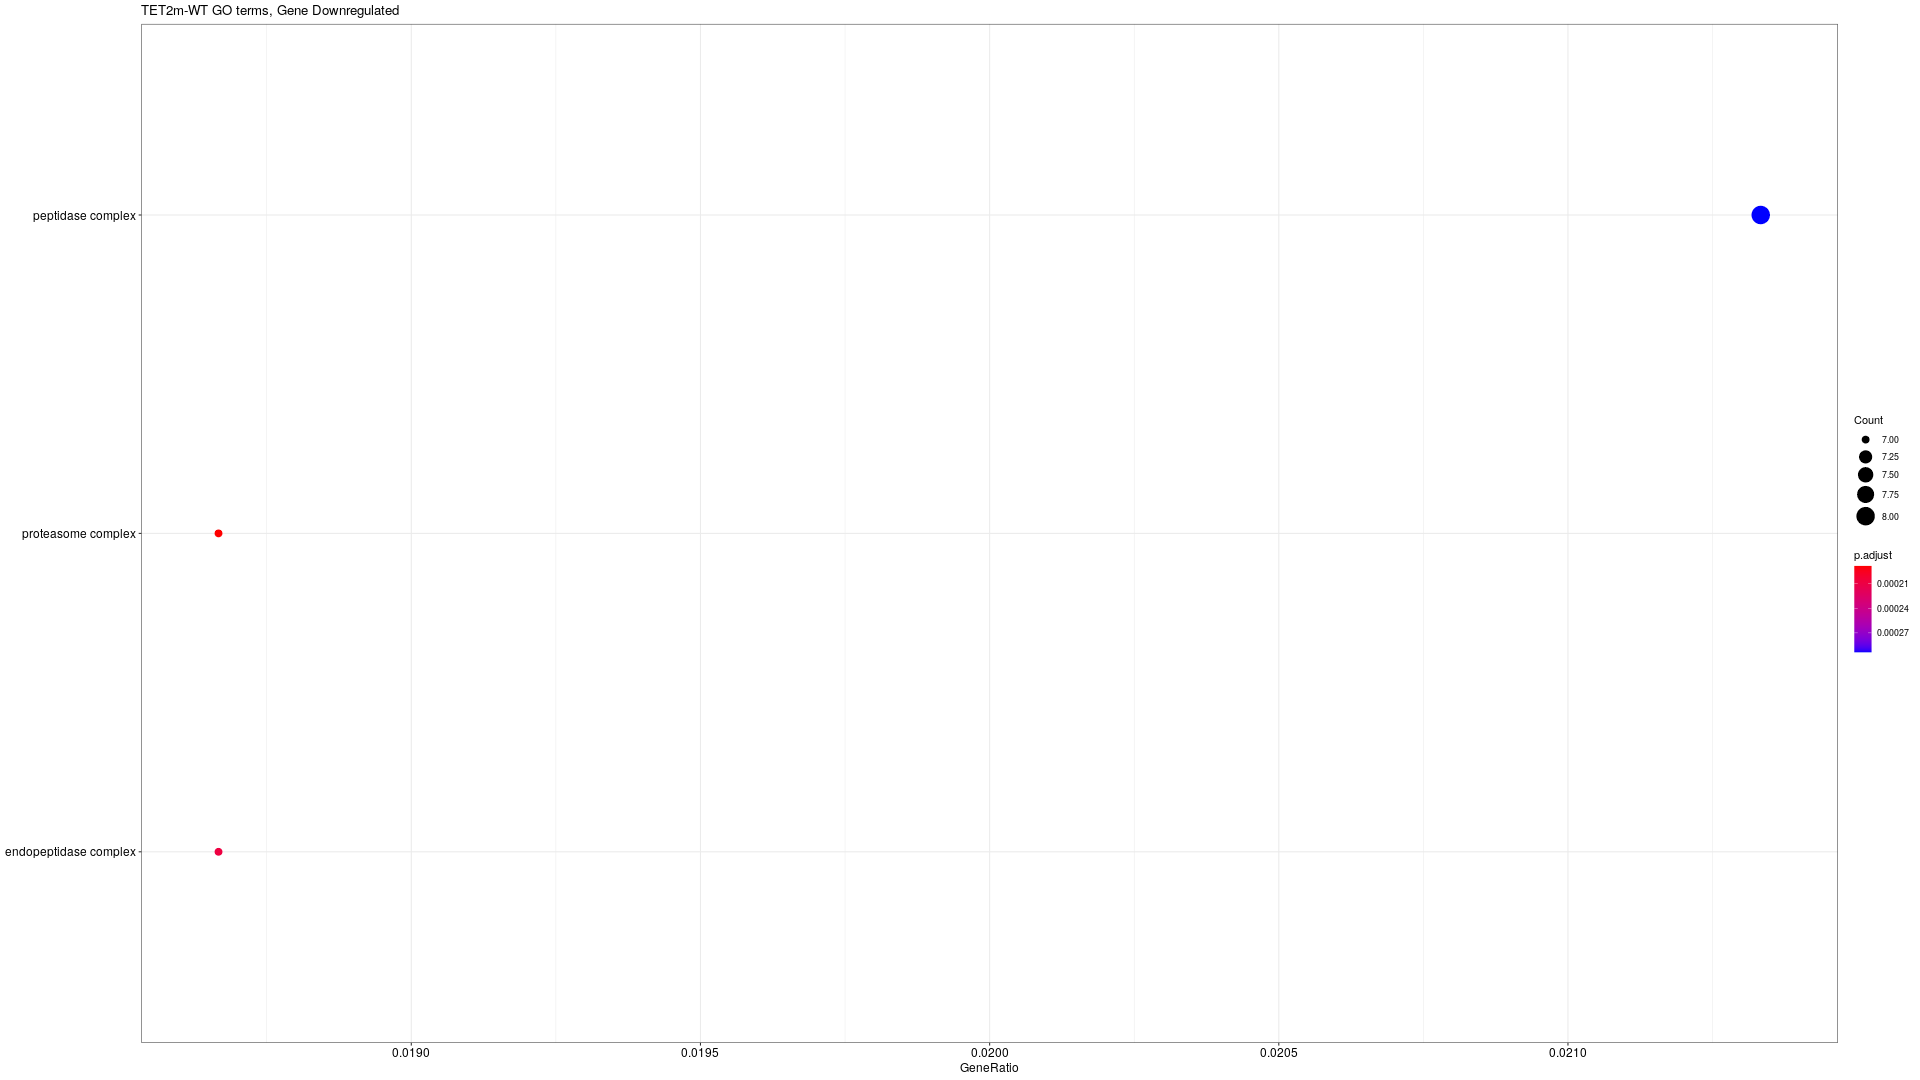 TET2m-WT GO terms, Gene Downregulated
peptidase complex
proteasome complex
endopeptidase complex
0.0190
0.0195
0.0200
0.0205
0.0210
GeneRatio
Count
7.00
7.25
7.50
7.75
8.00
p.adjust
0.00021
0.00024
0.00027